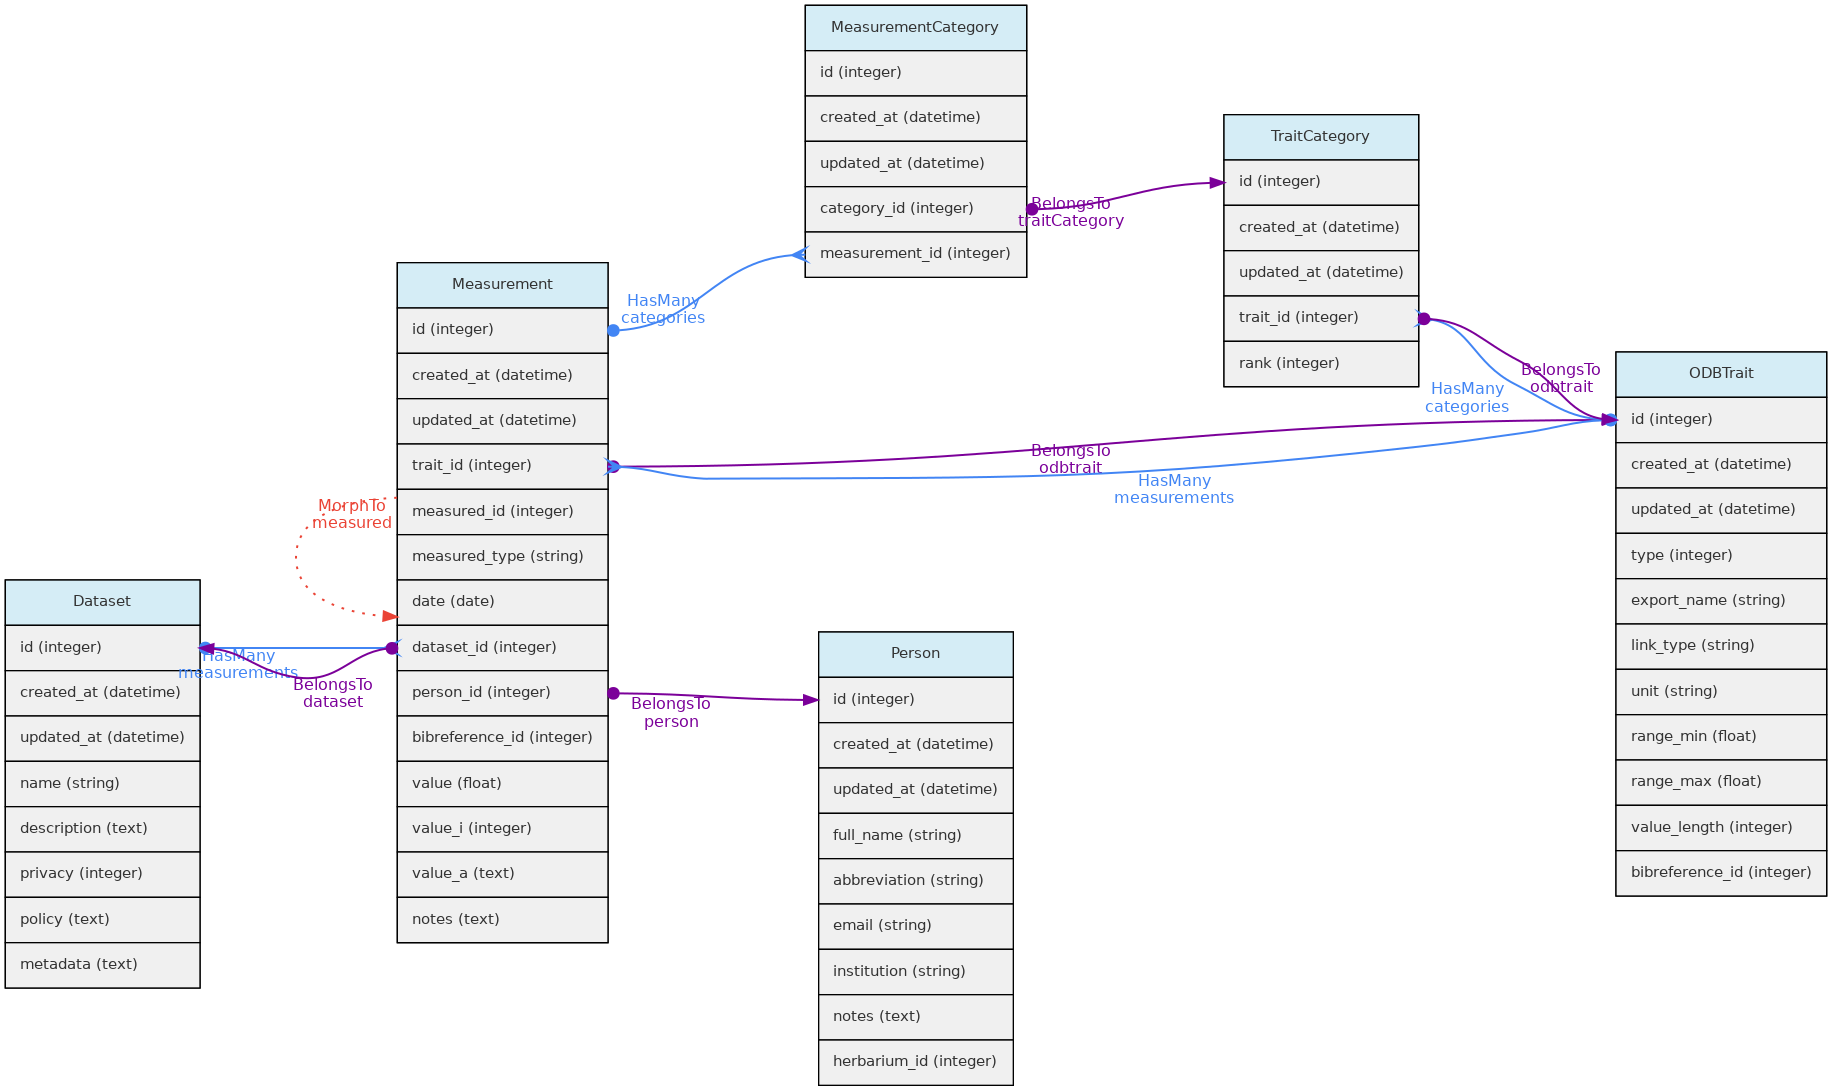 MeasurementCategory
id (integer)
created_at (datetime)
updated_at (datetime)
category_id (integer)
measurement_id (integer)
TraitCategory
id (integer)
created_at (datetime)
updated_at (datetime)
trait_id (integer)
rank (integer)
BelongsTo
traitCategory
Measurement
id (integer)
created_at (datetime)
updated_at (datetime)
trait_id (integer)
measured_id (integer)
measured_type (string)
date (date)
dataset_id (integer)
person_id (integer)
bibreference_id (integer)
value (float)
value_i (integer)
value_a (text)
notes (text)
HasMany
categories
ODBTrait
id (integer)
created_at (datetime)
updated_at (datetime)
type (integer)
export_name (string)
link_type (string)
unit (string)
range_min (float)
range_max (float)
value_length (integer)
bibreference_id (integer)
BelongsTo
odbtrait
HasMany
categories
BelongsTo
odbtrait
HasMany
measurements
MorphTo
measured
Dataset
id (integer)
created_at (datetime)
updated_at (datetime)
name (string)
description (text)
privacy (integer)
policy (text)
metadata (text)
HasMany
measurements
BelongsTo
dataset
BelongsTo
person
Person
id (integer)
created_at (datetime)
updated_at (datetime)
full_name (string)
abbreviation (string)
email (string)
institution (string)
notes (text)
herbarium_id (integer)